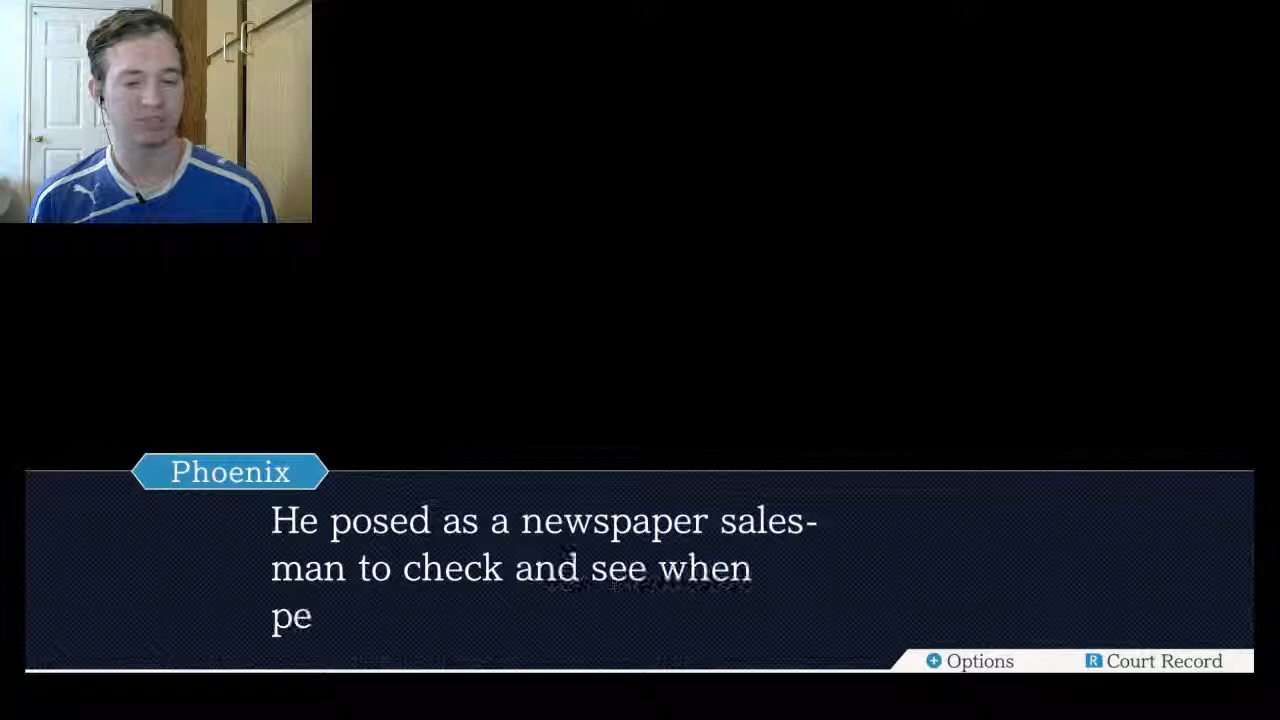 Phoenix
He posed as a newspaper sales-
man to check and see when
pe
Options
R Court Record